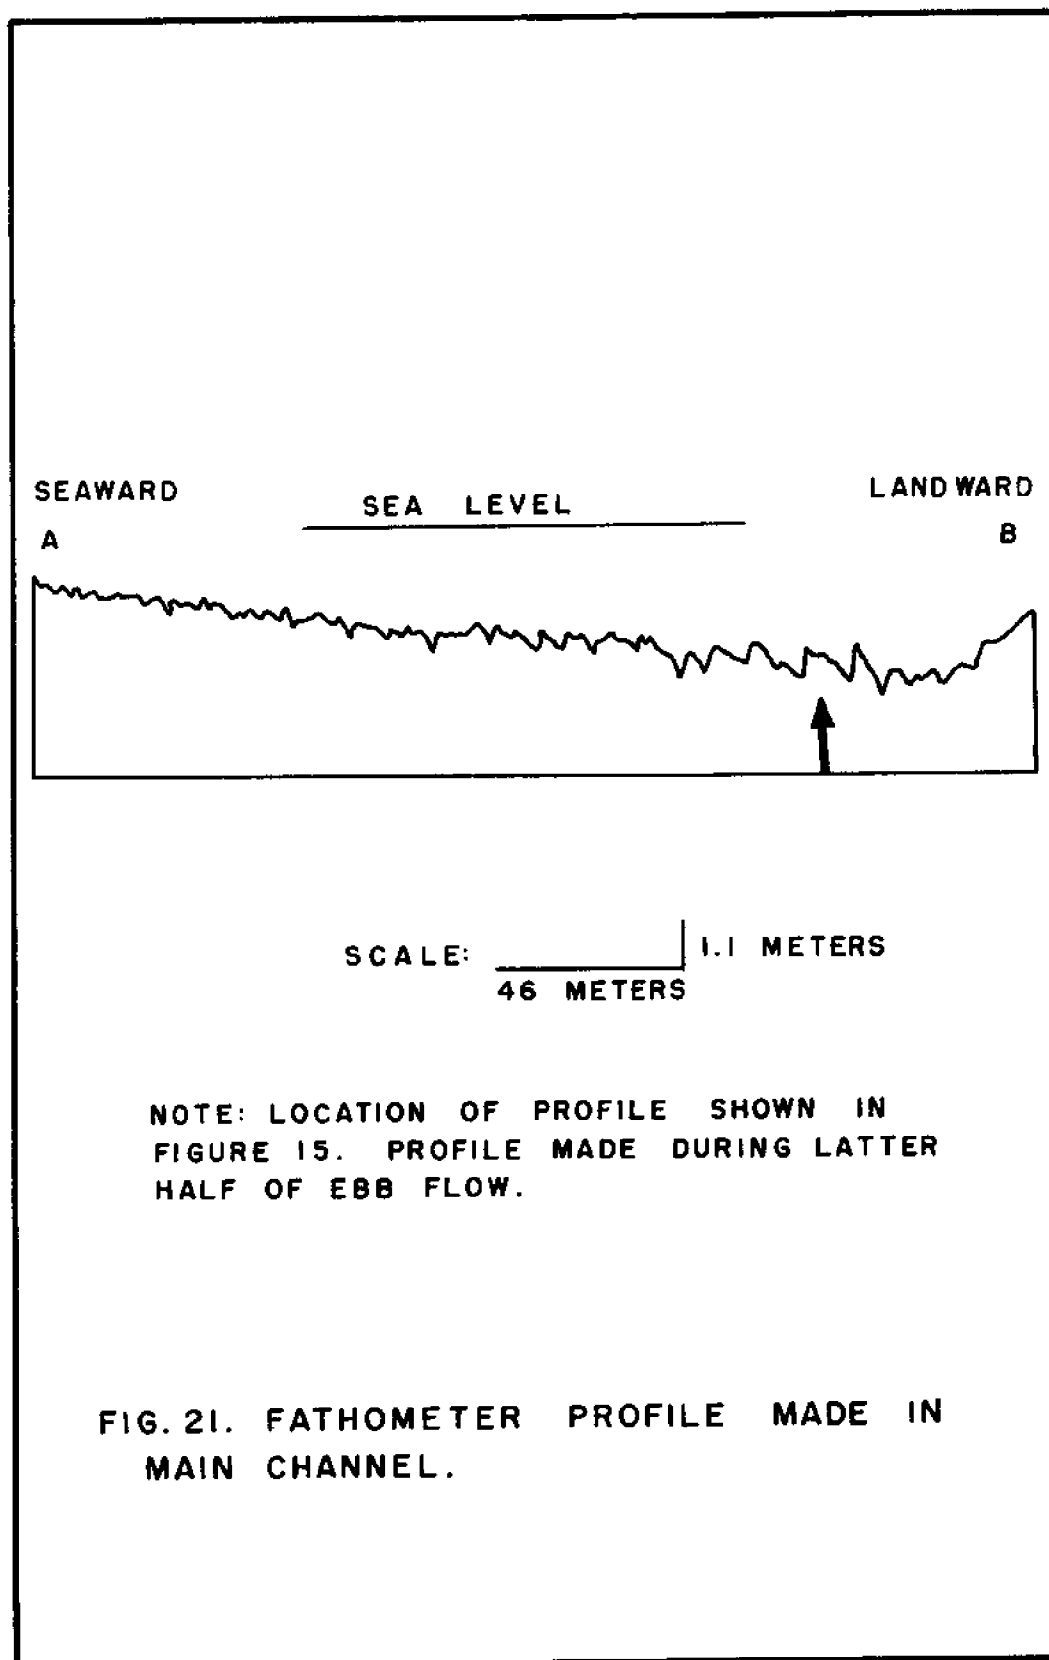 SEAWARD
SEA LEVEL
LANDWARD
A
B
SCALE:
1.1 METERS
46 METERS
NOTE: LOCATION OF PROFILE SHOWN IN
FIGURE 15. PROFILE MADE DURING LATTER
HALF OF EBB FLOW.
FIG. 21. FATHOMETER PROFILE MADE IN
MAIN CHANNEL.